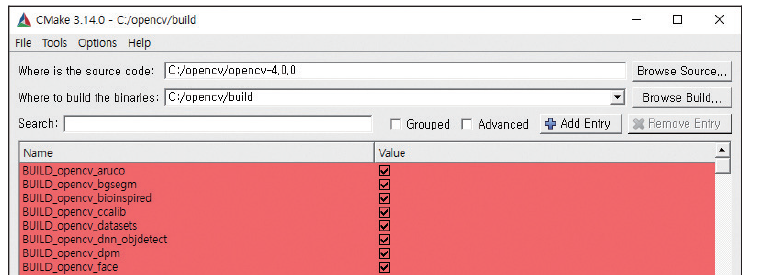 CMake 3.14.0 - C:/opencv/build
File Tools Options Help
Where is the source code: C:/opencv/opencv-4.0.0 Browse Source...
Where to build the binaries: C:/opencv/build Browse Build...
Search: Grouped Advanced Add Entry Remove Entry
Name Value
BUILD_opencv_aruco
BUILD_opencv_bgsegm
BUILD_opencv_bioinspired
BUILD_opencv_ccalib
BUILD_opencv_datasets
BUILD_opencv_dnn_objdetect
BUILD_opencv_dpm
BUILD_opencv_face